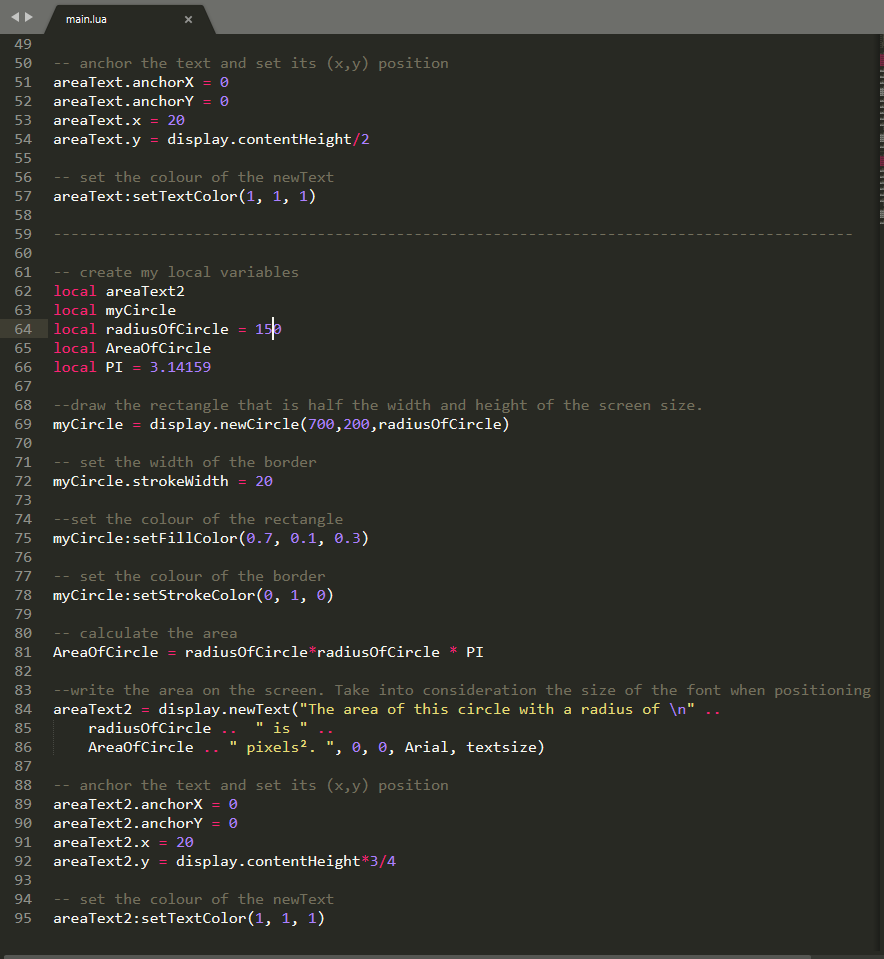 main.lua ×
49
50 -- anchor the text and set its (x,y) position
51 areaText.anchorX = 0
52 areaText.anchorY = 0
53 areaText.x = 20
54 areaText.y = display.contentHeight/2
55
56 -- set the colour of the newText
57 areaText:setTextColor(1, 1, 1)
58
59 -------------------------------------------------------------------------------------------
60
61 -- create my local variables
62 local areaText2
63 local myCircle
64 local radiusOfCircle = 150
65 local AreaOfCircle
66 local PI = 3.14159
67
68 --draw the rectangle that is half the width and height of the screen size.
69 myCircle = display.newCircle(700,200,radiusOfCircle)
70
71 -- set the width of the border
72 myCircle.strokeWidth = 20
73
74 --set the colour of the rectangle
75 myCircle:setFillColor(0.7, 0.1, 0.3)
76
77 -- set the colour of the border
78 myCircle:setStrokeColor(0, 1, 0)
79
80 -- calculate the area
81 AreaOfCircle = radiusOfCircle*radiusOfCircle * PI
82
83 --write the area on the screen. Take into consideration the size of the font when positioning
84 areaText2 = display.newText("The area of this circle with a radius of \n" ..
85     radiusOfCircle ..  " is " ..
86     AreaOfCircle .. " pixels². ", 0, 0, Arial, textsize)
87
88 -- anchor the text and set its (x,y) position
89 areaText2.anchorX = 0
90 areaText2.anchorY = 0
91 areaText2.x = 20
92 areaText2.y = display.contentHeight*3/4
93
94 -- set the colour of the newText
95 areaText2:setTextColor(1, 1, 1)